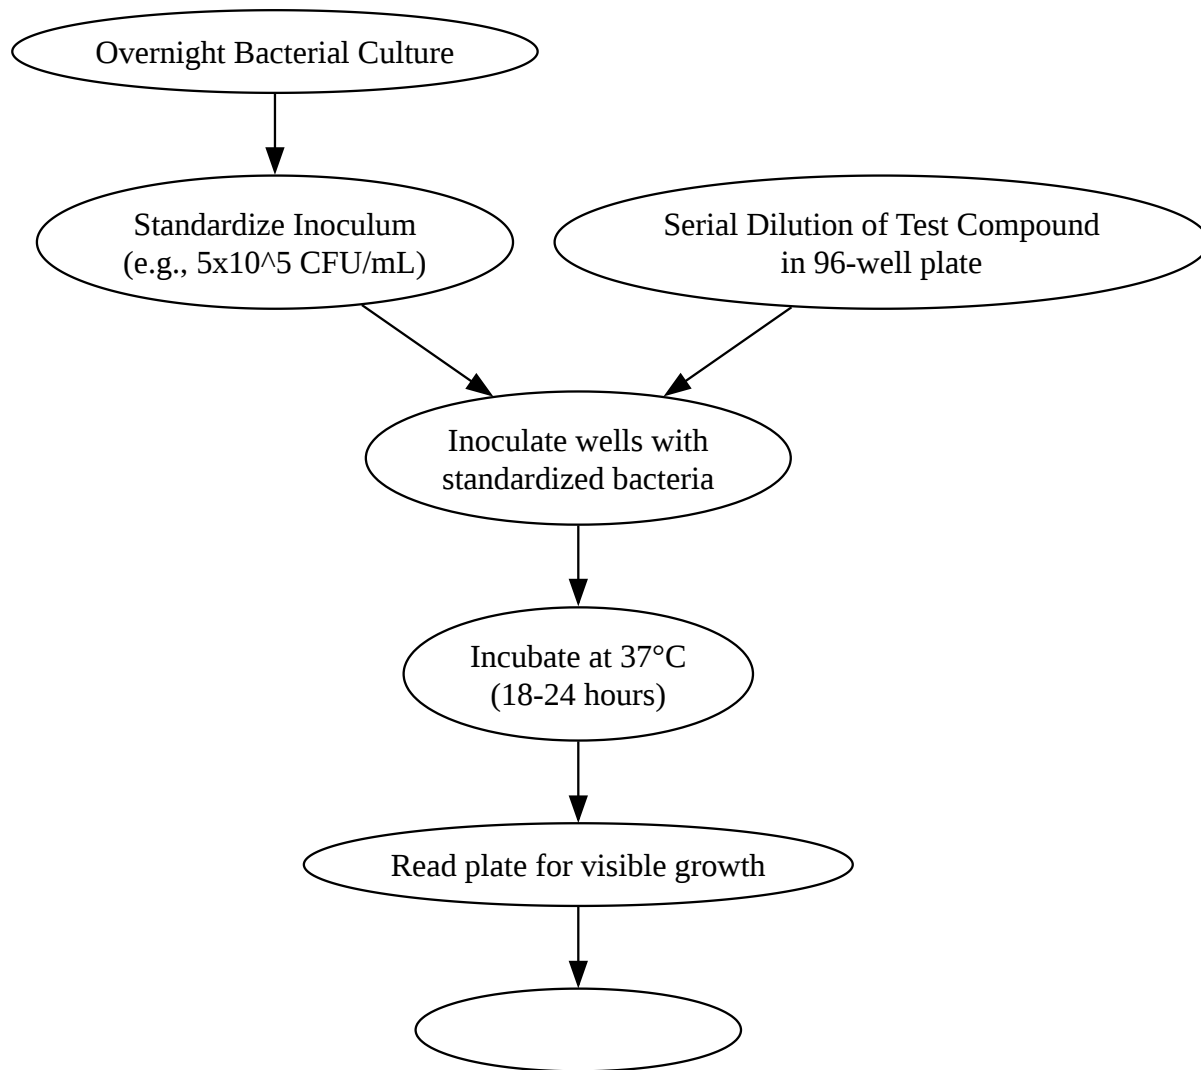 Overnight Bacterial Culture
Standardize Inoculum
(e.g., 5x10^5 CFU/mL)
Serial Dilution of Test Compound
in 96-well plate
Inoculate wells with
standardized bacteria
Incubate at 37°C
(18-24 hours)
Read plate for visible growth